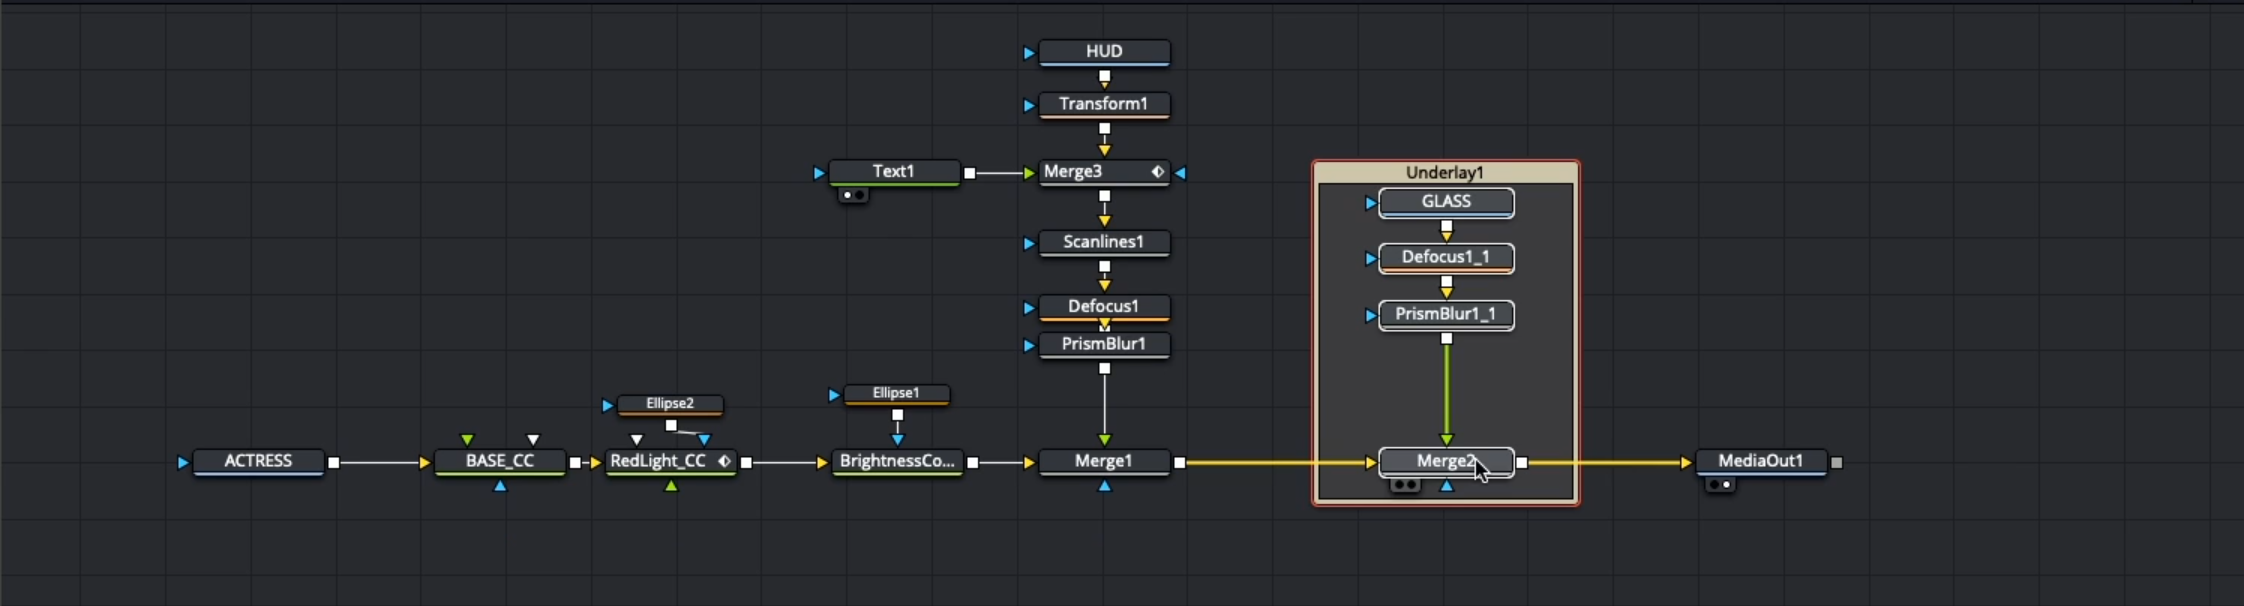 HUD
Transform1
Text1
Merge3
Underlay1
GLASS
Scanlines1
Defocus1_1
Defocus1
PrismBlur1_1
PrismBlur1
Ellipse1
Ellipse2
ACTRESS
BASE_CC
RedLight_CC
BrightnessCo...
Merge1
Merge2
MediaOut1